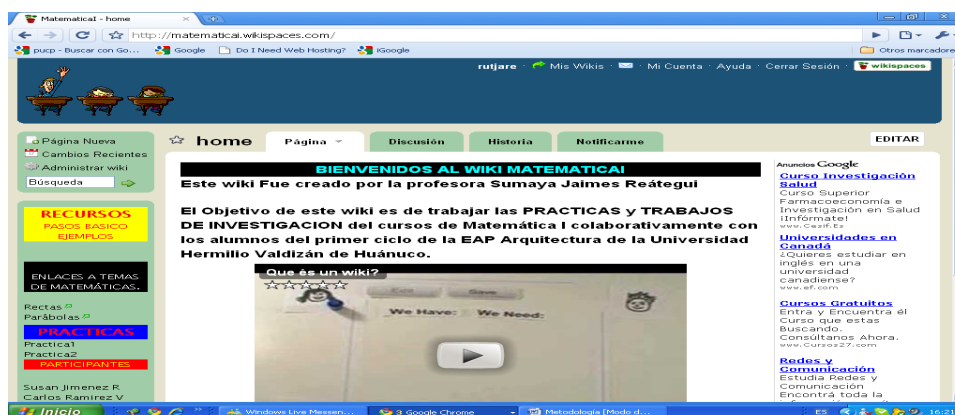 MatematicaI - home
http://matematicai.wikispaces.com/
pucp - Buscar con Go...
Google
Do I Need Web Hosting?
iGoogle
Otros marcadore
rutjare · Mis Wikis · Mi Cuenta · Ayuda · Cerrar Sesión · wikispaces
Página Nueva
Cambios Recientes
Administrar wiki
Búsqueda
RECURSOS
PASOS BASICO
EJEMPLOS
ENLACES A TEMAS
DE MATEMÁTICAS.
Rectas
Parábolas
PRACTICAS
Practica1
Practica2
PARTICIPANTES
Susan Jimenez R
Carlos Ramirez V
home
Página
Discusión
Historia
Notificarme
EDITAR
BIENVENIDOS AL WIKI MATEMATICAI
Este wiki Fue creado por la profesora Sumaya Jaimes Reátegui
El Objetivo de este wiki es de trabajar las PRACTICAS y TRABAJOS
DE INVESTIGACION del cursos de Matemática I colaborativamente con
los alumnos del primer ciclo de la EAP Arquitectura de la Universidad
Hermilio Valdizán de Huánuco.
Que és un wiki?
Edit
Save
We Have:
We Need:
Anuncios Google
Curso Investigación
Salud
Curso Superior
Farmacoeconomía e
Investigación en Salud
¡Infórmate!
www.Cesif.Es
Universidades en
Canadá
¿Quieres estudiar en
inglés en una
universidad
canadiense?
www.ef.com
Cursos Gratuitos
Entra y Encuentra él
Curso que estas
Buscando.
Consúltanos Ahora.
www.Cursos27.com
Redes y
Comunicación
Estudia Redes y
Comunicación
Encontrá toda la
Inicio
Windows Live Messen...
3 Google Chrome
Metodología [Modo d...
ES
16:21